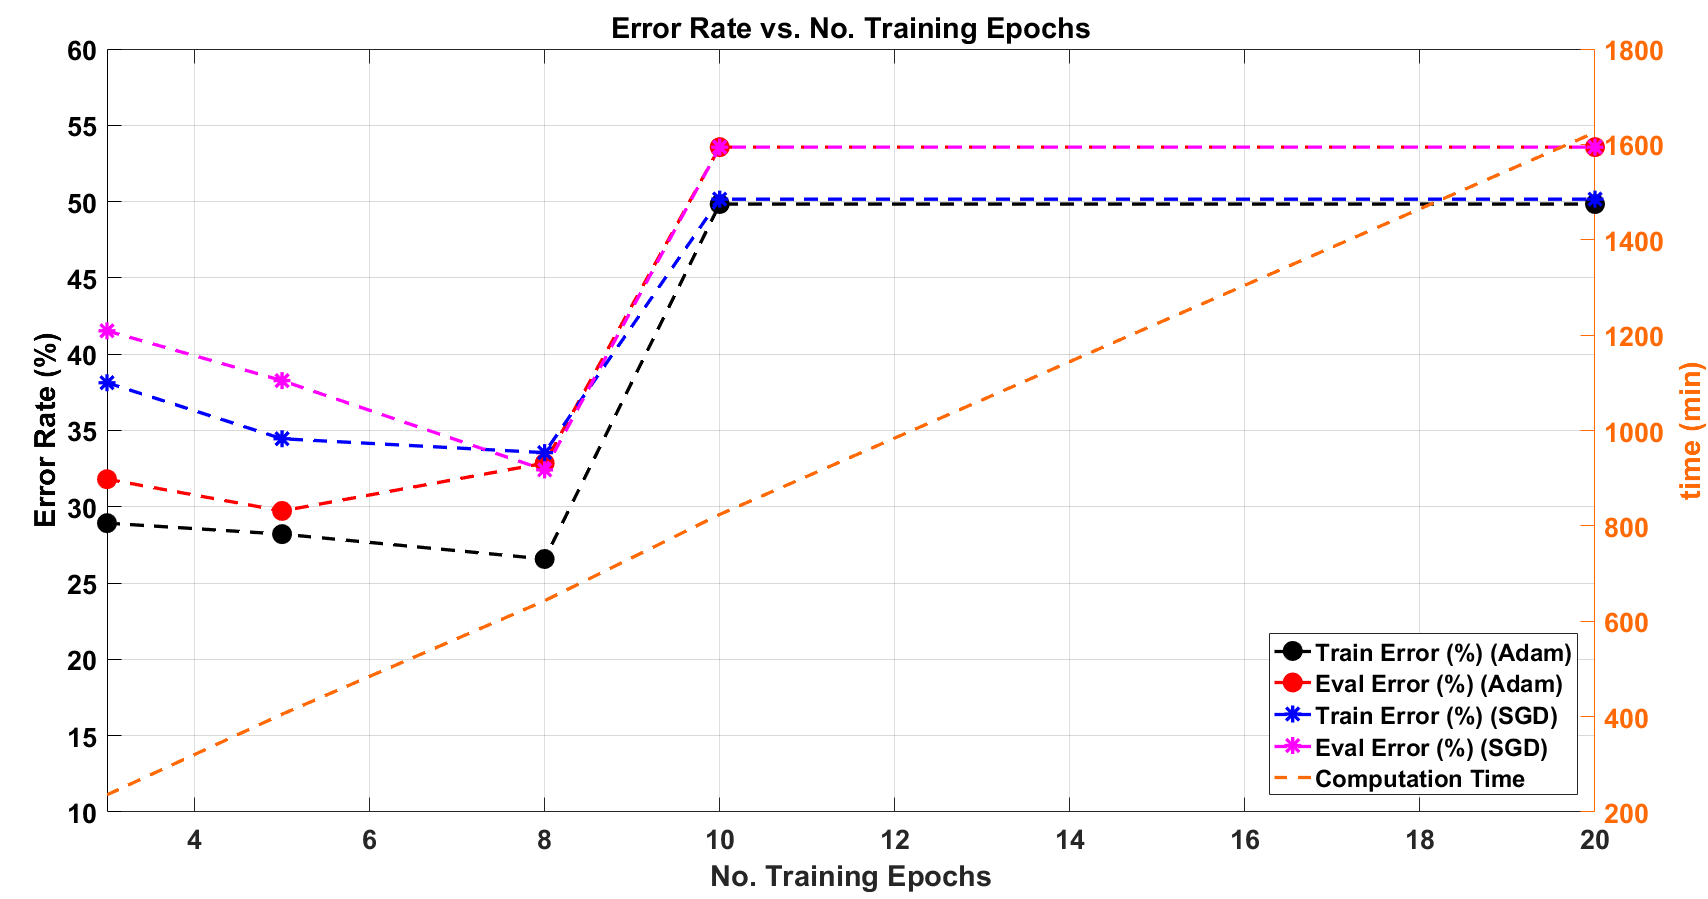 Error Rate vs. No. Training Epochs
60
55
50
45
40
35
30
25
20
15
10
Error Rate (%)
1800
1600
1400
1200
1000
800
600
400
200
time (min)
Train Error (%) (Adam)
Eval Error (%) (Adam)
Train Error (%) (SGD)
Eval Error (%) (SGD)
Computation Time
4 6 8 10 12 14 16 18 20
No. Training Epochs